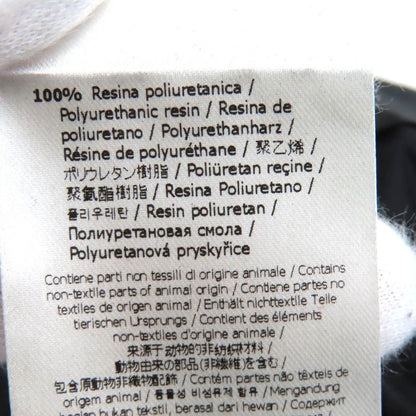 100% Resina poliuretanica /
Polyurethanic resin / Resina de
poliuretano / Polyurethanharz /
Résine de polyuréthane / 聚乙烯 /
ポリウレタン樹脂 / Poliüretan reçine /
聚氨酯樹脂 / Resina Poliuretano /
폴리우레탄 / Resin poliuretan /
Полиуретановая смола /
Polyuretanová pryskyřice
Contiene parti non tessili di origine animale / Contains
non-textile parts of animal origin / Contiene partes no
textiles de origen animal / Enthält nichttextile Teile
tierischen Ursprungs / Contient des éléments
non-textiles d'origine animale /
来源于动物的非纺织材料 /
動物由来の部品(非繊維)を含む /
包含原動物非織物配飾 / Contém partes não têxteis de
origem animal / 동물성 비섬유제 부분 함유 / Mengandung
bagian bukan tekstil, berasal dari hewan / Содержит